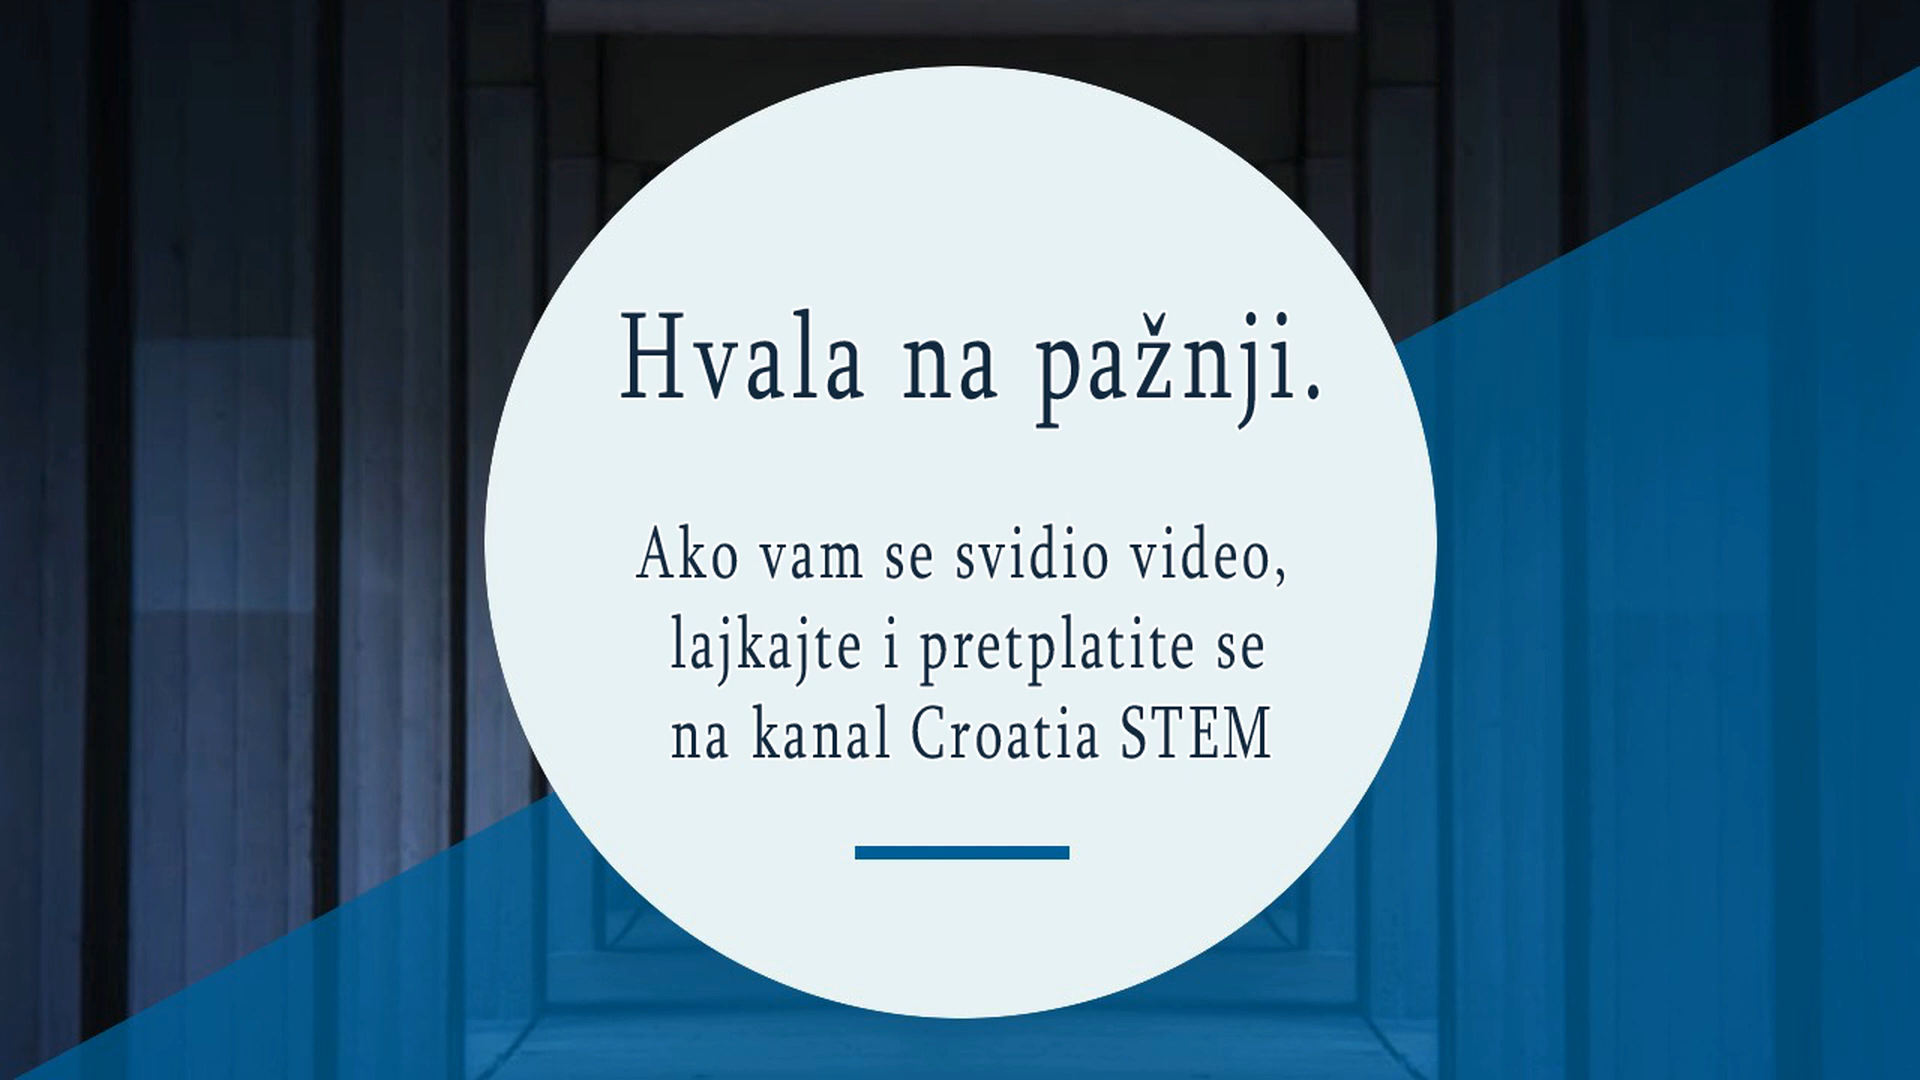 Hvala na pažnji.
Ako vam se svidio video,
lajkajte i pretplatite se
na kanal Croatia STEM